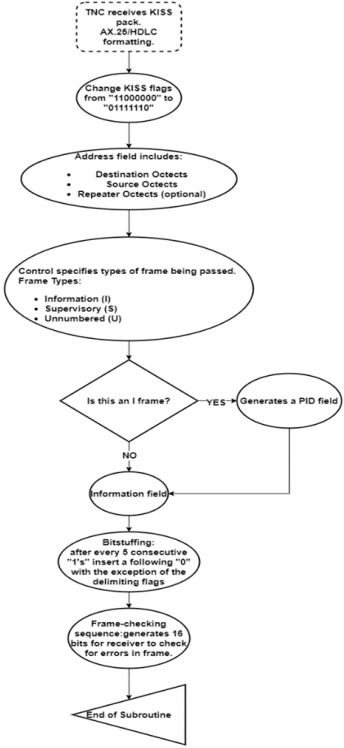 TNC receives KISS
pack.
AX.25/HDLC
formatting.
Change KISS flags
from "11000000" to
"01111110"
Address field includes:
• Destination Octects
• Source Octects
• Repeater Octects (optional)
Control specifies types of frame being passed.
Frame Types:
• Information (I)
• Supervisory (S)
• Unnumbered (U)
Is this an I frame?
YES
Generates a PID field
NO
Information field
Bitstuffing:
after every 5 consecutive
"1's" insert a following "0"
with the exception of the
delimiting flags
Frame-checking
sequence:generates 16
bits for receiver to check
for errors in frame.
End of Subroutine